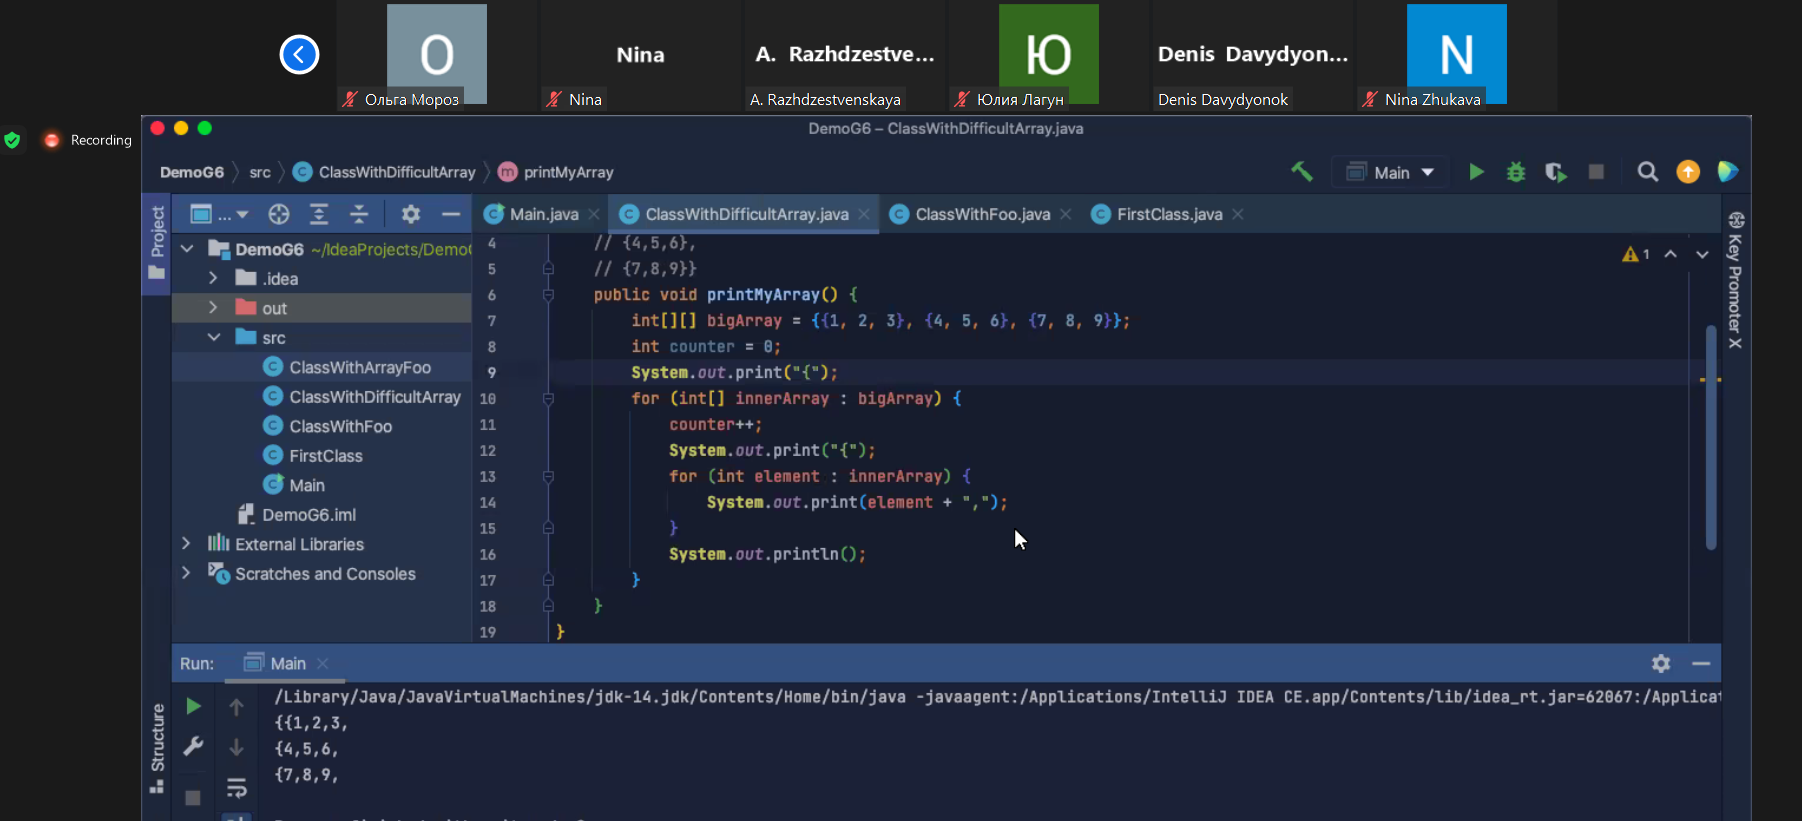 O
Nina
A. Razhdzestve...
Ю
Denis Davydyon...
N
Ольга Мороз
Nina
A. Razhdzestvenskaya
Юлия Лагун
Denis Davydyonok
Nina Zhukava
Recording
DemoG6 – ClassWithDifficultArray.java
DemoG6 src ClassWithDifficultArray m printMyArray
Main
Project
...
Main.java
ClassWithDifficultArray.java
ClassWithFoo.java
FirstClass.java
Key Promoter X
DemoG6 ~/IdeaProjects/Demo
.idea
out
src
ClassWithArrayFoo
ClassWithDifficultArray
ClassWithFoo
FirstClass
Main
DemoG6.iml
External Libraries
Scratches and Consoles
1
4 // {4,5,6},
5 // {7,8,9}}
6 public void printMyArray() {
7 int[][] bigArray = {{1, 2, 3}, {4, 5, 6}, {7, 8, 9}};
8 int counter = 0;
9 System.out.print("{");
10 for (int[] innerArray : bigArray) {
11 counter++;
12 System.out.print("{");
13 for (int element : innerArray) {
14 System.out.print(element + ",");
15 }
16 System.out.println();
17 }
18 }
19 }
Run: Main
Structure
/Library/Java/JavaVirtualMachines/jdk-14.jdk/Contents/Home/bin/java -javaagent:/Applications/IntelliJ IDEA CE.app/Contents/lib/idea_rt.jar=62067:/Applicat
{{1,2,3,
{4,5,6,
{7,8,9,